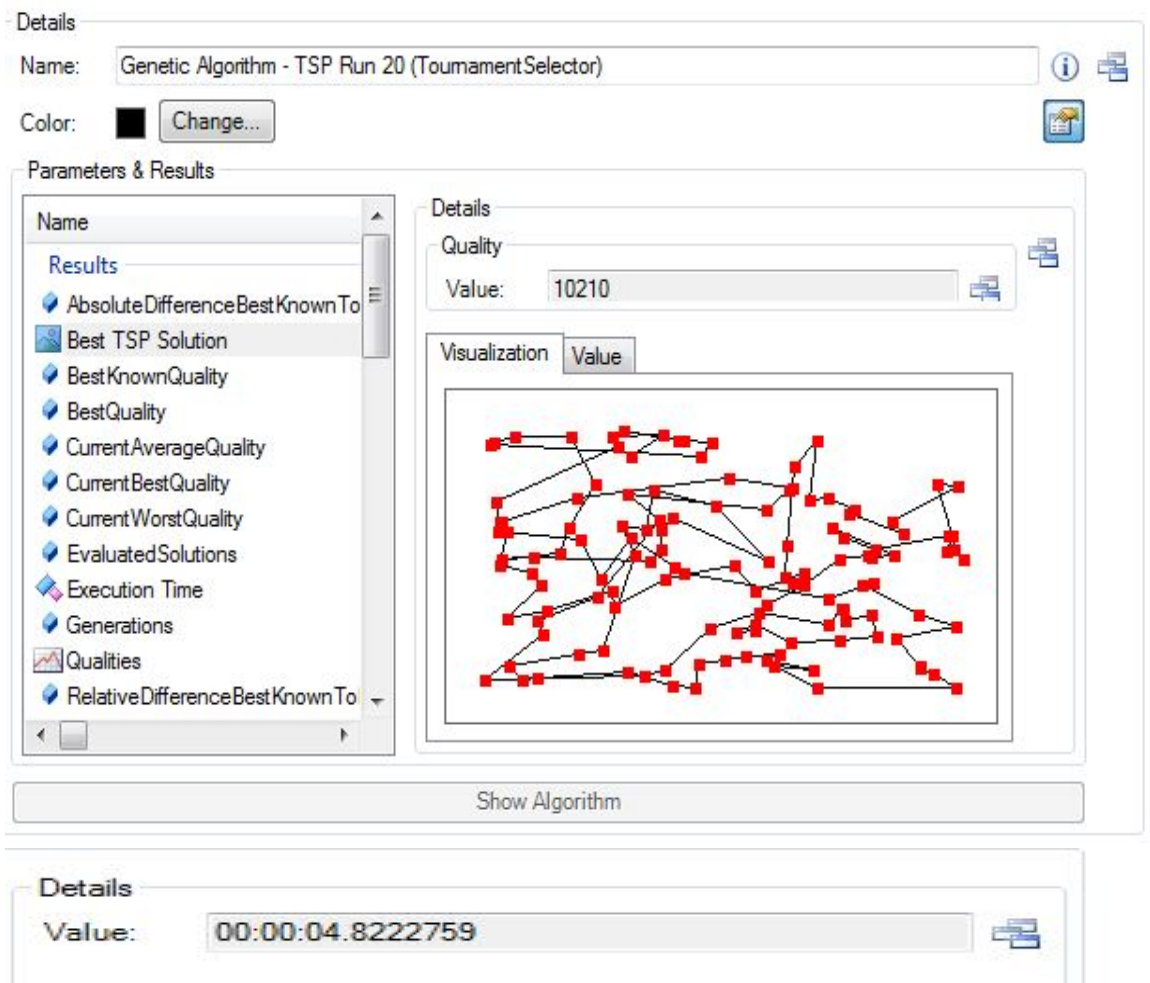 Details
Name: Genetic Algorithm - TSP Run 20 (TournamentSelector)
Color: Change...
Parameters & Results
Name
Results
AbsoluteDifferenceBestKnownTo
Best TSP Solution
BestKnownQuality
BestQuality
CurrentAverageQuality
CurrentBestQuality
CurrentWorstQuality
EvaluatedSolutions
Execution Time
Generations
Qualities
RelativeDifferenceBestKnownTo
Details
Quality
Value: 10210
Visualization Value
Show Algorithm
Details
Value: 00:00:04.8222759